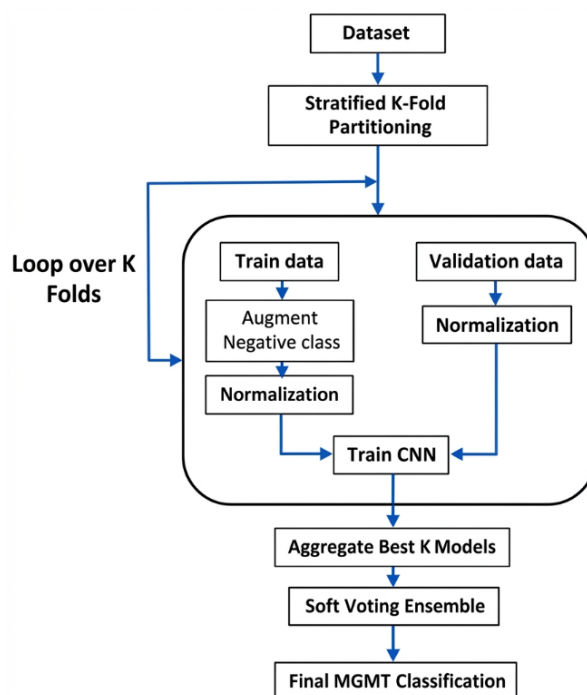 Dataset
Stratified K-Fold
Partitioning
Loop over K
Folds
Train data
Validation data
Augment
Negative class
Normalization
Normalization
Train CNN
Aggregate Best K Models
Soft Voting Ensemble
Final MGMT Classification